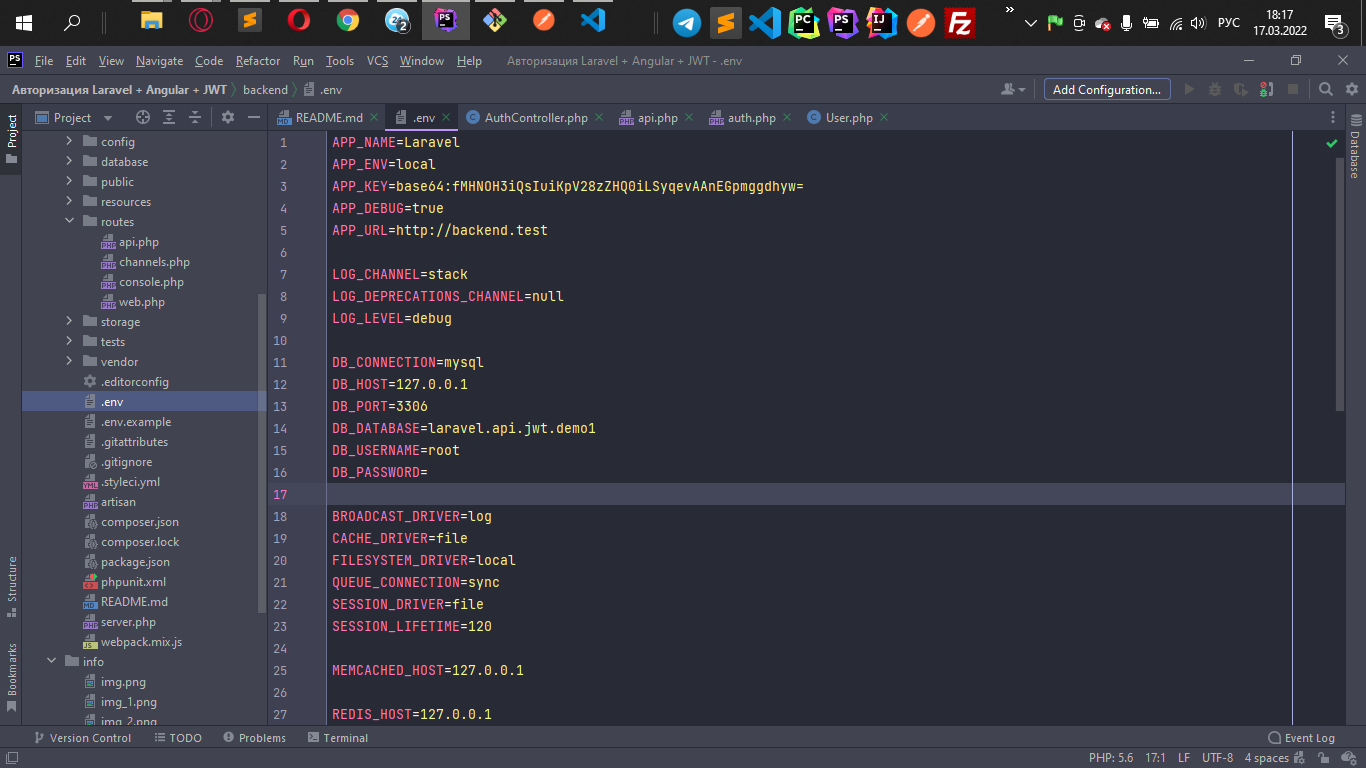 РУС
18:17
17.03.2022
3
2
PS
PC
PS
IJ
FZ
PS File Edit View Navigate Code Refactor Run Tools VCS Window Help Авторизация Laravel + Angular + JWT - .env
Авторизация Laravel + Angular + JWT backend .env
Add Configuration...
Project
README.md .env AuthController.php api.php auth.php User.php
Project
Structure
Bookmarks
Database
config
database
public
resources
routes
api.php
channels.php
console.php
web.php
storage
tests
vendor
.editorconfig
.env
.env.example
.gitattributes
.gitignore
.styleci.yml
artisan
composer.json
composer.lock
package.json
phpunit.xml
README.md
server.php
webpack.mix.js
info
img.png
img_1.png
img_2.png
1 APP_NAME=Laravel
2 APP_ENV=local
3 APP_KEY=base64:fMHNOH3iQsIuiKpV28zZHQ0iLSyqevAAnEGpmggdhyw=
4 APP_DEBUG=true
5 APP_URL=http://backend.test
6
7 LOG_CHANNEL=stack
8 LOG_DEPRECATIONS_CHANNEL=null
9 LOG_LEVEL=debug
10
11 DB_CONNECTION=mysql
12 DB_HOST=127.0.0.1
13 DB_PORT=3306
14 DB_DATABASE=laravel.api.jwt.demo1
15 DB_USERNAME=root
16 DB_PASSWORD=
17
18 BROADCAST_DRIVER=log
19 CACHE_DRIVER=file
20 FILESYSTEM_DRIVER=local
21 QUEUE_CONNECTION=sync
22 SESSION_DRIVER=file
23 SESSION_LIFETIME=120
24
25 MEMCACHED_HOST=127.0.0.1
26
27 REDIS_HOST=127.0.0.1
Version Control TODO Problems Terminal Event Log
PHP: 5.6 17:1 LF UTF-8 4 spaces